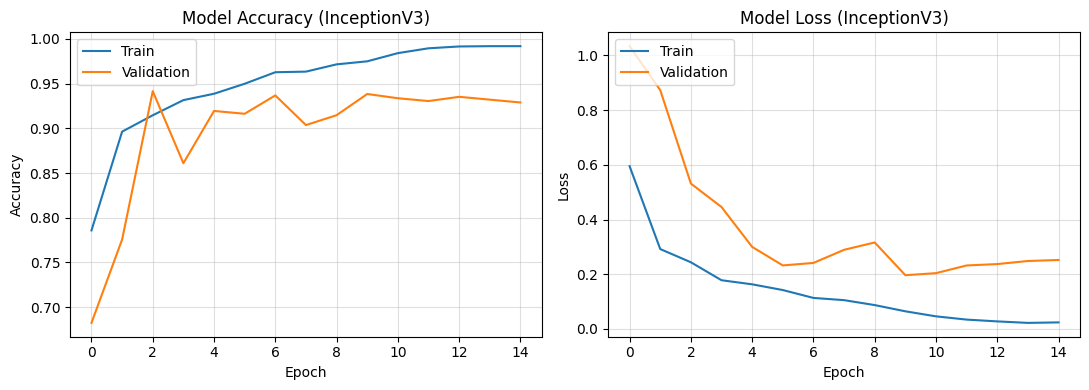 Model Accuracy (InceptionV3)
Train
Validation
1.00
0.95
0.90
0.85
0.80
0.75
0.70
Accuracy
0 2 4 6 8 10 12 14
Epoch
Model Loss (InceptionV3)
Train
Validation
1.0
0.8
0.6
0.4
0.2
0.0
Loss
0 2 4 6 8 10 12 14
Epoch